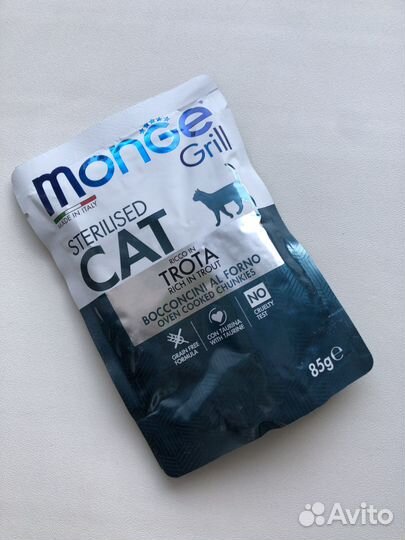 monGe®
Grill
MADE IN ITALY
STERILISED
CAT
RICCO IN
TROTA
RICH IN TROUT
BOCCONCINI AL FORNO
OVEN COOKED CHUNKIES
GRAIN FREE
FORMULA
CON TAURINA
WITH TAURINE
NO
CRUELTY
TEST
85g℮
Avito